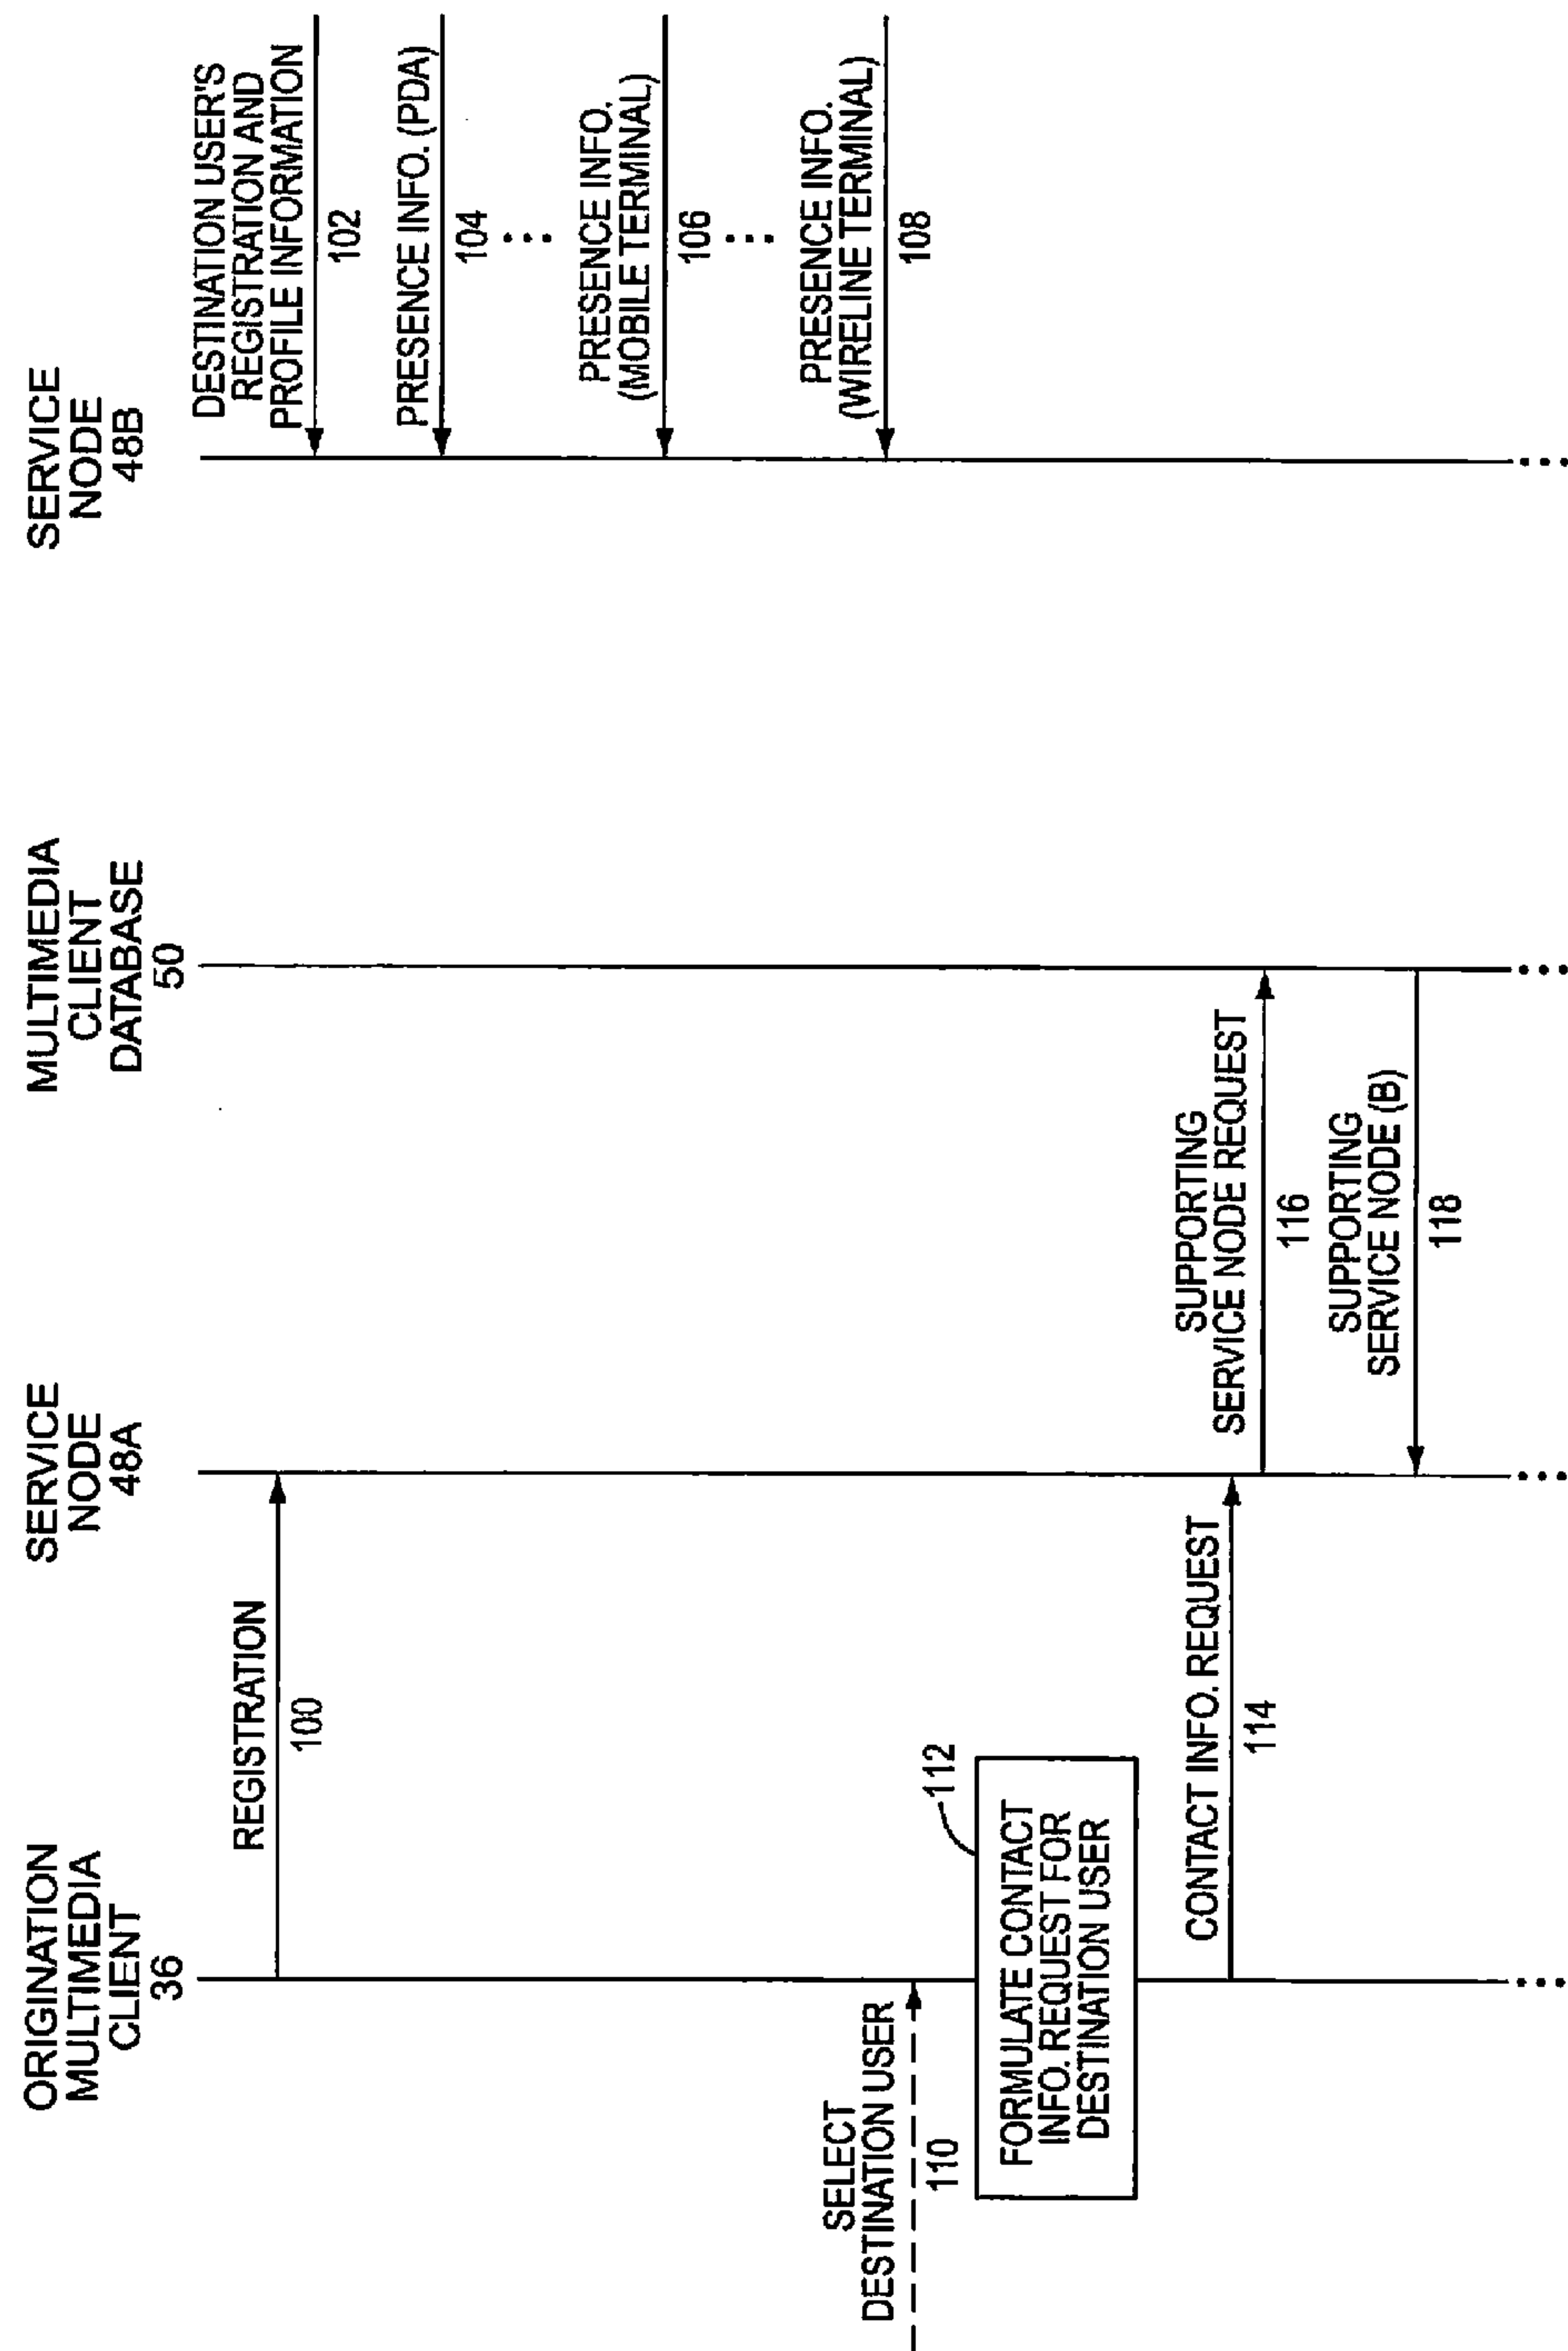 ORIGINATION
MULTIMEDIA
CLIENT
36
SERVICE
NODE
48A
MULTIMEDIA
CLIENT
DATABASE
50
SERVICE
NODE
48B
REGISTRATION
100
DESTINATION USER'S
REGISTRATION AND
PROFILE INFORMATION
102
PRESENCE INFO. (PDA)
104
PRESENCE INFO.
(MOBILE TERMINAL)
106
PRESENCE INFO.
(WIRELINE TERMINAL)
108
SELECT
DESTINATION USER
110
112
FORMULATE CONTACT
INFO. REQUEST FOR
DESTINATION USER
CONTACT INFO. REQUEST
114
SUPPORTING
SERVICE NODE REQUEST
116
SUPPORTING
SERVICE NODE (B)
118